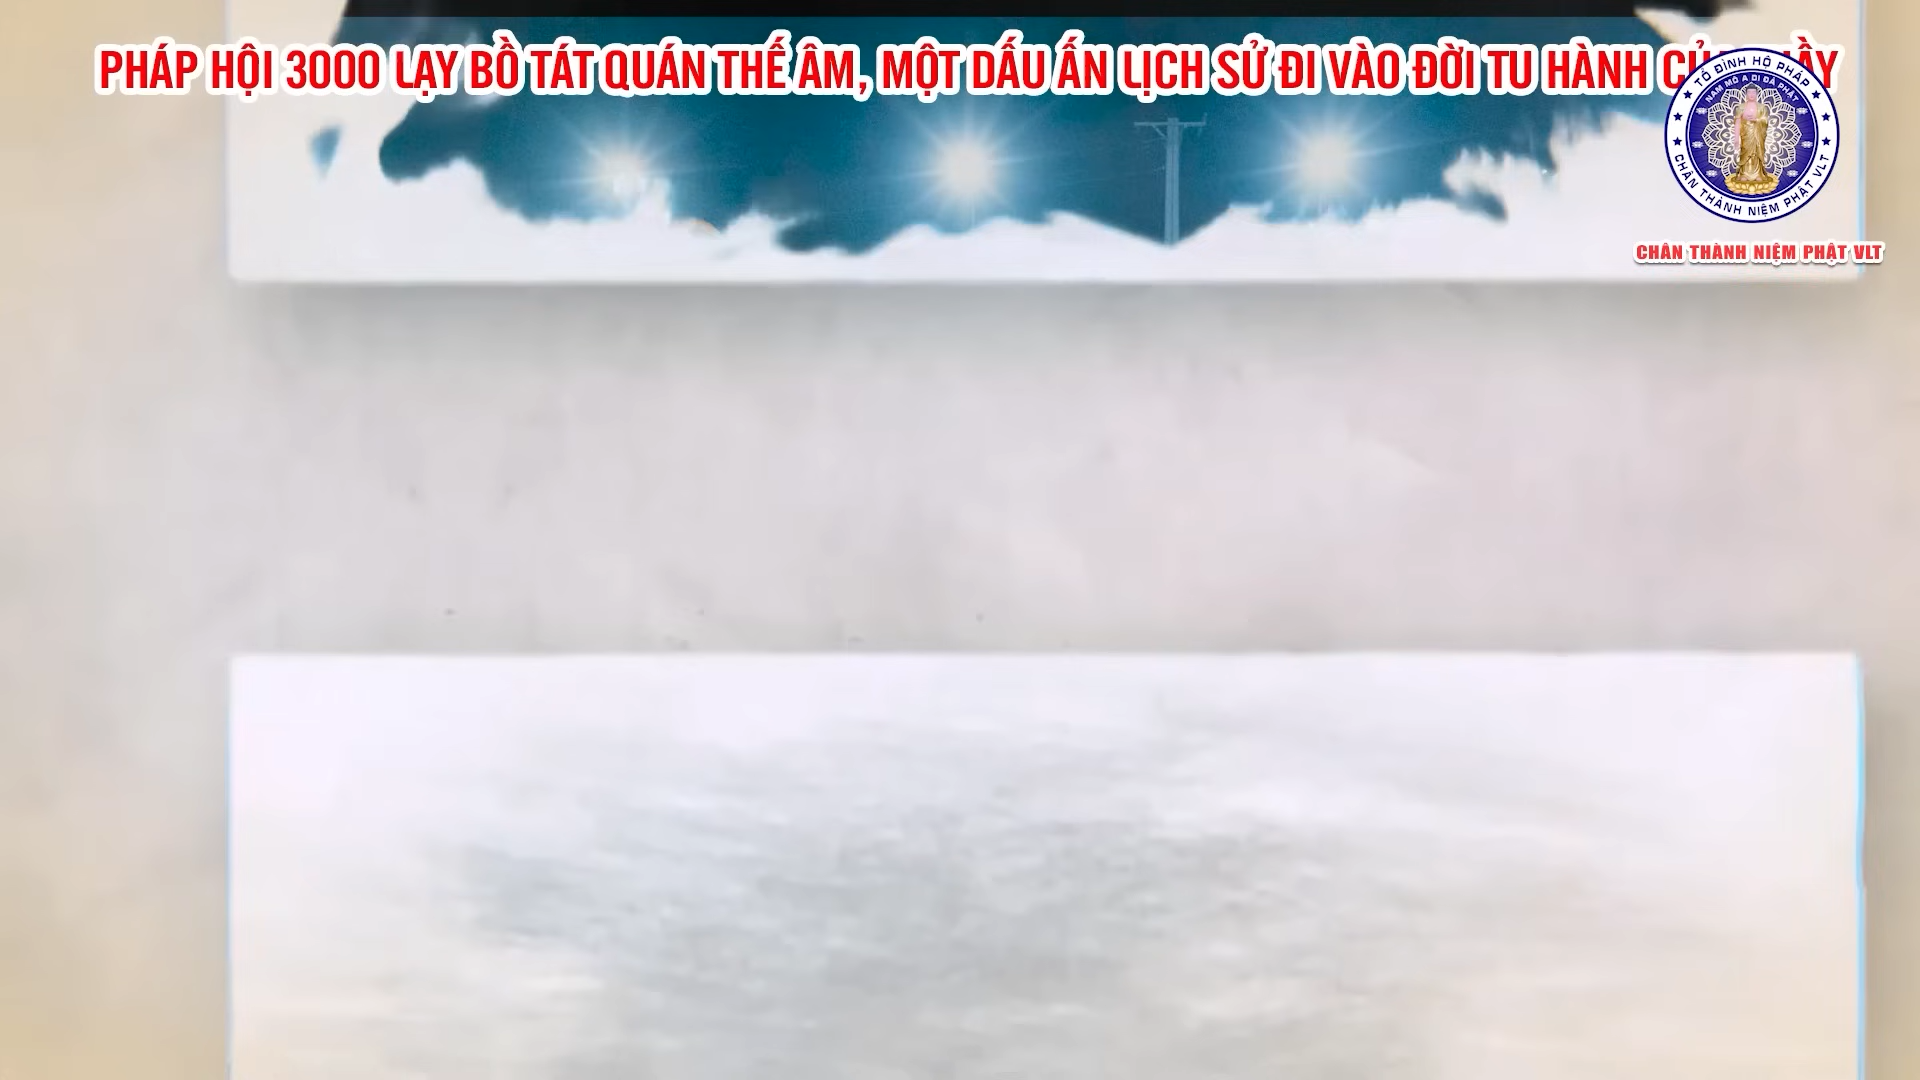 PHÁP HỘI 3000 LẠY BỒ TÁT QUÁN THẾ ÂM, MỘT DẤU ẤN LỊCH SỬ ĐI VÀO ĐỜI TU HÀNH
TỔ ĐÌNH HỘ PHÁP
NAM MÔ A DI ĐÀ PHẬT
CHÂN THÀNH NIỆM PHẬT VLT
CHÂN THÀNH NIỆM PHẬT VLT